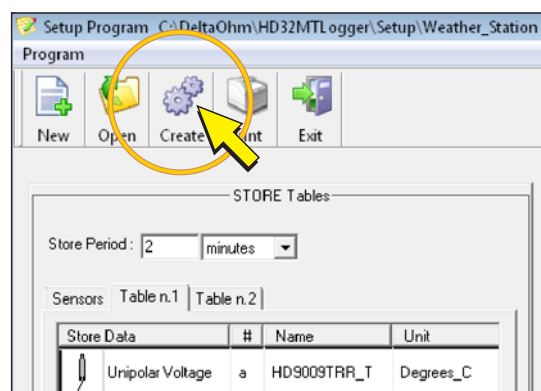 Setup Program C:\DeltaOhm\HD32MTLogger\Setup\Weather_Station
Program
New Open Create Print Exit
STORE Tables
Store Period : 2 minutes
Sensors Table n.1 Table n.2
Store Data # Name Unit
Unipolar Voltage a HD9009TRR_T Degrees_C